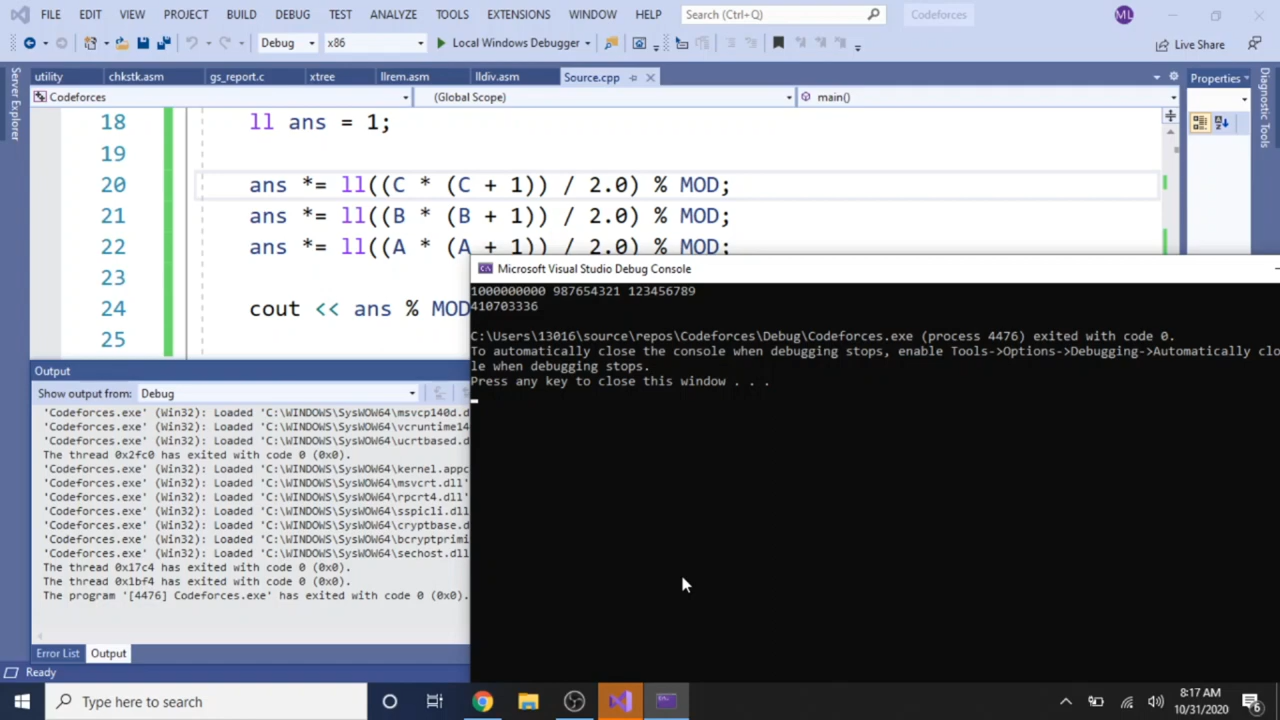 FILE EDIT VIEW PROJECT BUILD DEBUG TEST ANALYZE TOOLS EXTENSIONS WINDOW HELP Search (Ctrl+Q) Codeforces ML
Debug x86 Local Windows Debugger Live Share
utility chkstk.asm gs_report.c xtree llrem.asm lldiv.asm Source.cpp Properties
Server Explorer
Diagnostic Tools
Codeforces (Global Scope) main()
18 ll ans = 1;
19
20 ans *= ll((C * (C + 1)) / 2.0) % MOD;
21 ans *= ll((B * (B + 1)) / 2.0) % MOD;
22 ans *= ll((A * (A + 1)) / 2.0) % MOD;
23
24 cout << ans % MOD
25
Microsoft Visual Studio Debug Console
1000000000 987654321 123456789
410703336
C:\Users\13016\source\repos\Codeforces\Debug\Codeforces.exe (process 4476) exited with code 0.
To automatically close the console when debugging stops, enable Tools->Options->Debugging->Automatically clo
le when debugging stops.
Press any key to close this window . . .
Output
Show output from: Debug
'Codeforces.exe' (Win32): Loaded 'C:\WINDOWS\SysWOW64\msvcp140d.d
'Codeforces.exe' (Win32): Loaded 'C:\WINDOWS\SysWOW64\vcruntime14
'Codeforces.exe' (Win32): Loaded 'C:\WINDOWS\SysWOW64\ucrtbased.d
The thread 0x2fc0 has exited with code 0 (0x0).
'Codeforces.exe' (Win32): Loaded 'C:\WINDOWS\SysWOW64\kernel.appc
'Codeforces.exe' (Win32): Loaded 'C:\WINDOWS\SysWOW64\msvcrt.dll'
'Codeforces.exe' (Win32): Loaded 'C:\WINDOWS\SysWOW64\rpcrt4.dll'
'Codeforces.exe' (Win32): Loaded 'C:\WINDOWS\SysWOW64\sspicli.dll
'Codeforces.exe' (Win32): Loaded 'C:\WINDOWS\SysWOW64\cryptbase.d
'Codeforces.exe' (Win32): Loaded 'C:\WINDOWS\SysWOW64\bcryptprimi
'Codeforces.exe' (Win32): Loaded 'C:\WINDOWS\SysWOW64\sechost.dll
The thread 0x17c4 has exited with code 0 (0x0).
The thread 0x1bf4 has exited with code 0 (0x0).
The program '[4476] Codeforces.exe' has exited with code 0 (0x0).
Error List Output
Ready
Type here to search
8:17 AM
10/31/2020
6